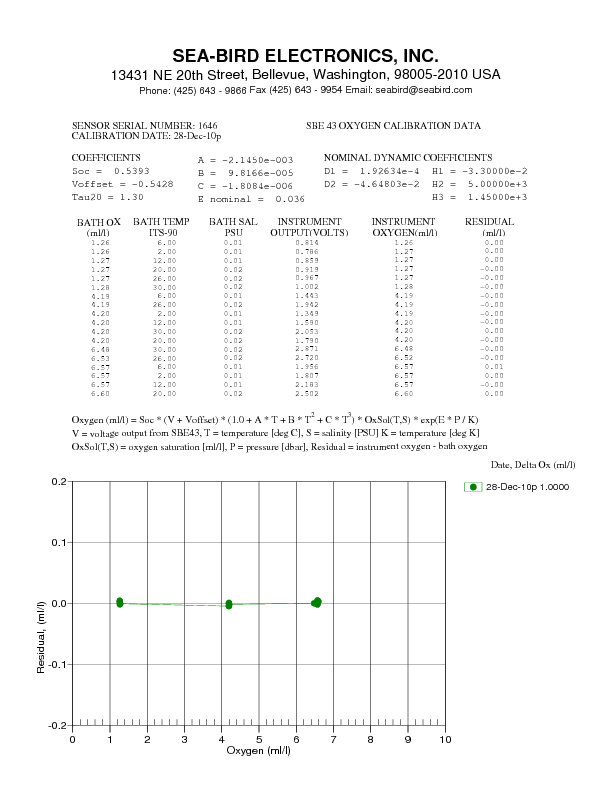 SEA-BIRD ELECTRONICS, INC.
13431 NE 20th Street, Bellevue, Washington, 98005-2010 USA
Phone: (425) 643 - 9866 Fax (425) 643 - 9954 Email: seabird@seabird.com
SENSOR SERIAL NUMBER: 1646 SBE 43 OXYGEN CALIBRATION DATA
CALIBRATION DATE: 28-Dec-10p
COEFFICIENTS A = -2.1450e-003 NOMINAL DYNAMIC COEFFICIENTS
Soc = 0.5393 B = 9.8166e-005 D1 = 1.92634e-4 H1 = -3.30000e-2
Voffset = -0.5428 C = -1.8084e-006 D2 = -4.64803e-2 H2 = 5.00000e+3
Tau20 = 1.30 E nominal = 0.036 H3 = 1.45000e+3
BATH OX BATH TEMP BATH SAL INSTRUMENT INSTRUMENT RESIDUAL
(ml/l) ITS-90 PSU OUTPUT(VOLTS) OXYGEN(ml/l) (ml/l)
1.26 6.00 0.01 0.814 1.26 0.00
1.26 2.00 0.01 0.786 1.27 0.00
1.27 12.00 0.01 0.859 1.27 0.00
1.27 20.00 0.02 0.919 1.27 -0.00
1.27 26.00 0.02 0.967 1.27 -0.00
1.28 30.00 0.02 1.002 1.28 -0.00
4.19 6.00 0.01 1.443 4.19 -0.00
4.19 26.00 0.02 1.942 4.19 -0.00
4.20 2.00 0.01 1.349 4.19 -0.00
4.20 12.00 0.01 1.590 4.20 -0.00
4.20 30.00 0.02 2.053 4.20 -0.00
4.20 20.00 0.02 1.790 4.20 -0.00
6.48 30.00 0.02 2.871 6.48 -0.00
6.53 26.00 0.02 2.720 6.52 -0.00
6.57 6.00 0.01 1.956 6.57 0.01
6.57 2.00 0.01 1.807 6.57 0.00
6.57 12.00 0.01 2.183 6.57 -0.00
6.60 20.00 0.02 2.502 6.60 0.00
Oxygen (ml/l) = Soc * (V + Voffset) * (1.0 + A * T + B * T² + C * T³) * OxSol(T,S) * exp(E * P / K)
V = voltage output from SBE43, T = temperature [deg C], S = salinity [PSU] K = temperature [deg K]
OxSol(T,S) = oxygen saturation [ml/l], P = pressure [dbar], Residual = instrument oxygen - bath oxygen
Date, Delta Ox (ml/l)
28-Dec-10p 1.0000
0.2
0.1
0.0
-0.1
-0.2
Residual, (ml/l)
0 1 2 3 4 5 6 7 8 9 10
Oxygen (ml/l)